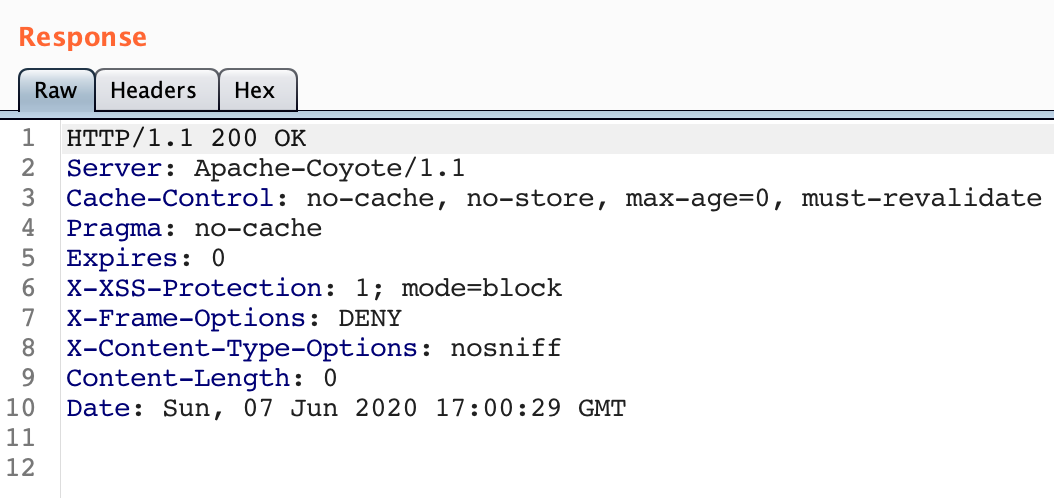 Response
Raw Headers Hex
1 HTTP/1.1 200 OK
2 Server: Apache-Coyote/1.1
3 Cache-Control: no-cache, no-store, max-age=0, must-revalidate
4 Pragma: no-cache
5 Expires: 0
6 X-XSS-Protection: 1; mode=block
7 X-Frame-Options: DENY
8 X-Content-Type-Options: nosniff
9 Content-Length: 0
10 Date: Sun, 07 Jun 2020 17:00:29 GMT
11
12